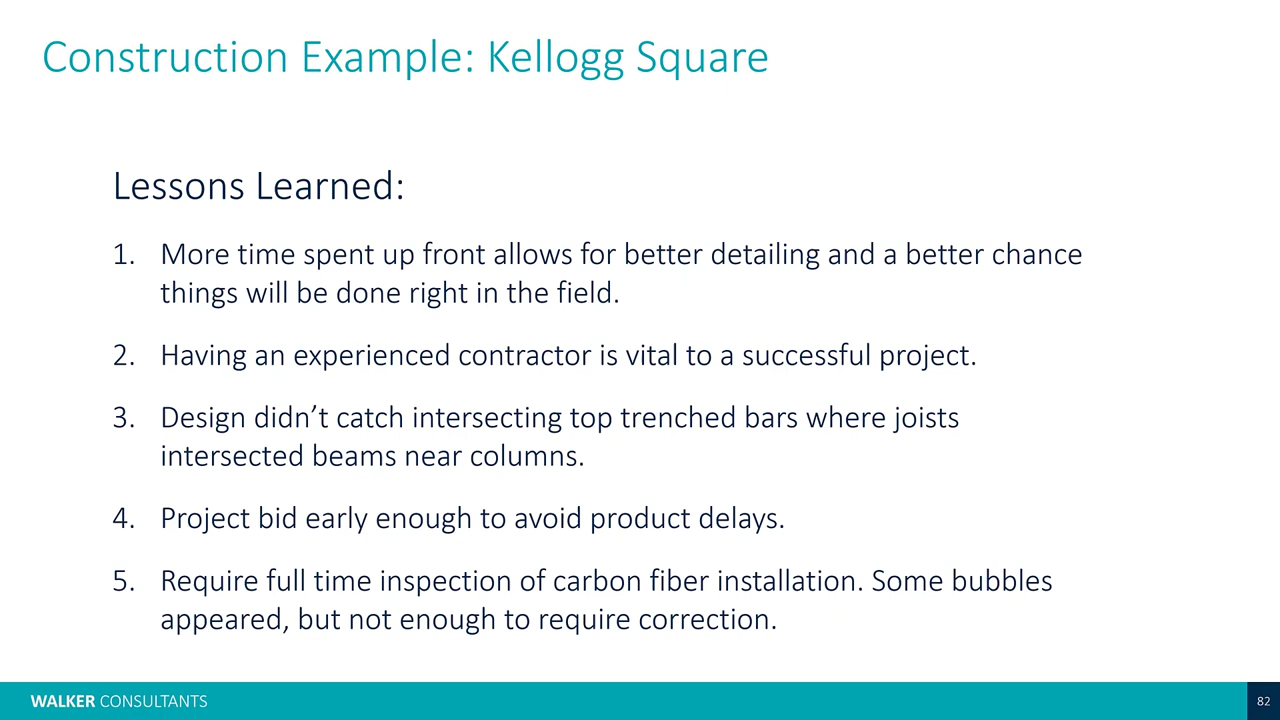 Construction Example: Kellogg Square
Lessons Learned:
1. More time spent up front allows for better detailing and a better chance
things will be done right in the field.
2. Having an experienced contractor is vital to a successful project.
3. Design didn’t catch intersecting top trenched bars where joists
intersected beams near columns.
4. Project bid early enough to avoid product delays.
5. Require full time inspection of carbon fiber installation. Some bubbles
appeared, but not enough to require correction.
WALKER CONSULTANTS
82